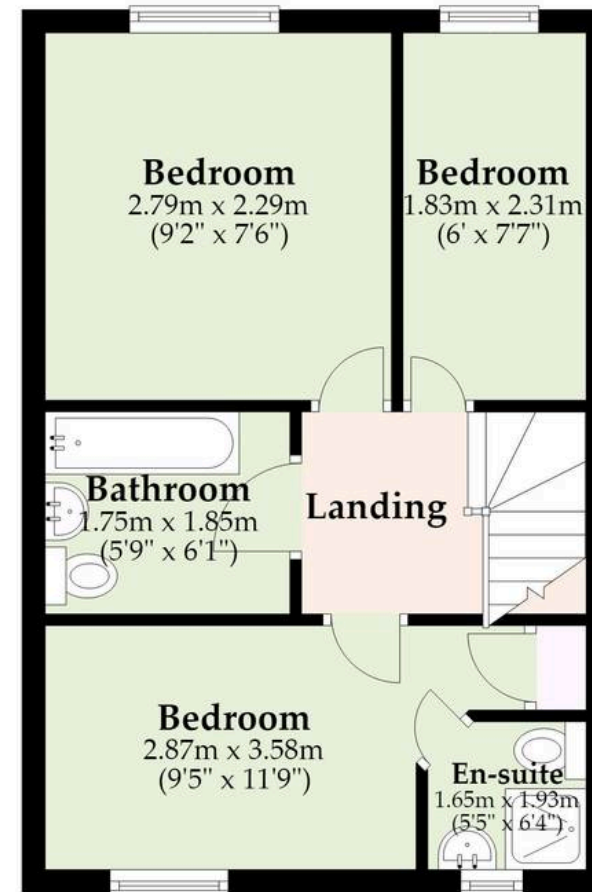 Bedroom
2.79m x 2.29m
(9'2" x 7'6")
Bedroom
1.83m x 2.31m
(6' x 7'7")
Bathroom
1.75m x 1.85m
(5'9" x 6'1")
Landing
Bedroom
2.87m x 3.58m
(9'5" x 11'9")
En-suite
1.65m x 1.93m
(5'5" x 6'4")